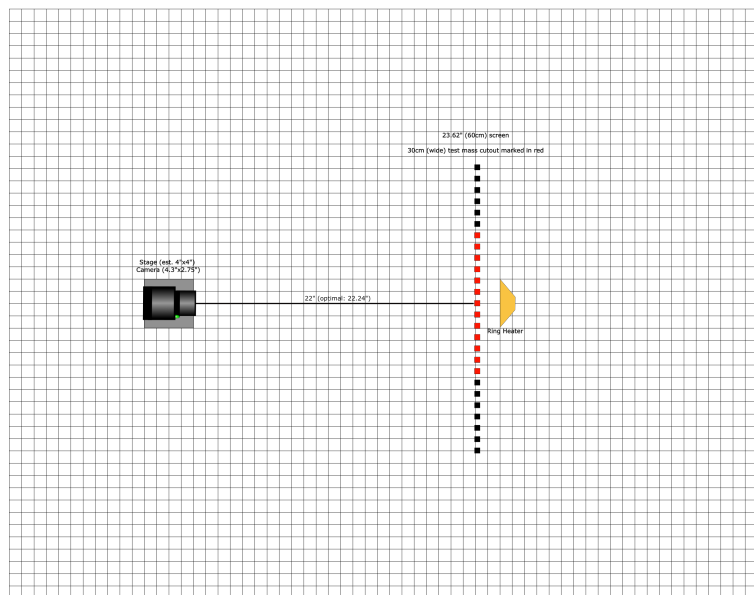 23.62" (60cm) screen
30cm (wide) test mass cutout marked in red
Stage (est. 4"x4")
Camera (4.3"x2.75")
22" (optimal: 22.24")
Ring Heater